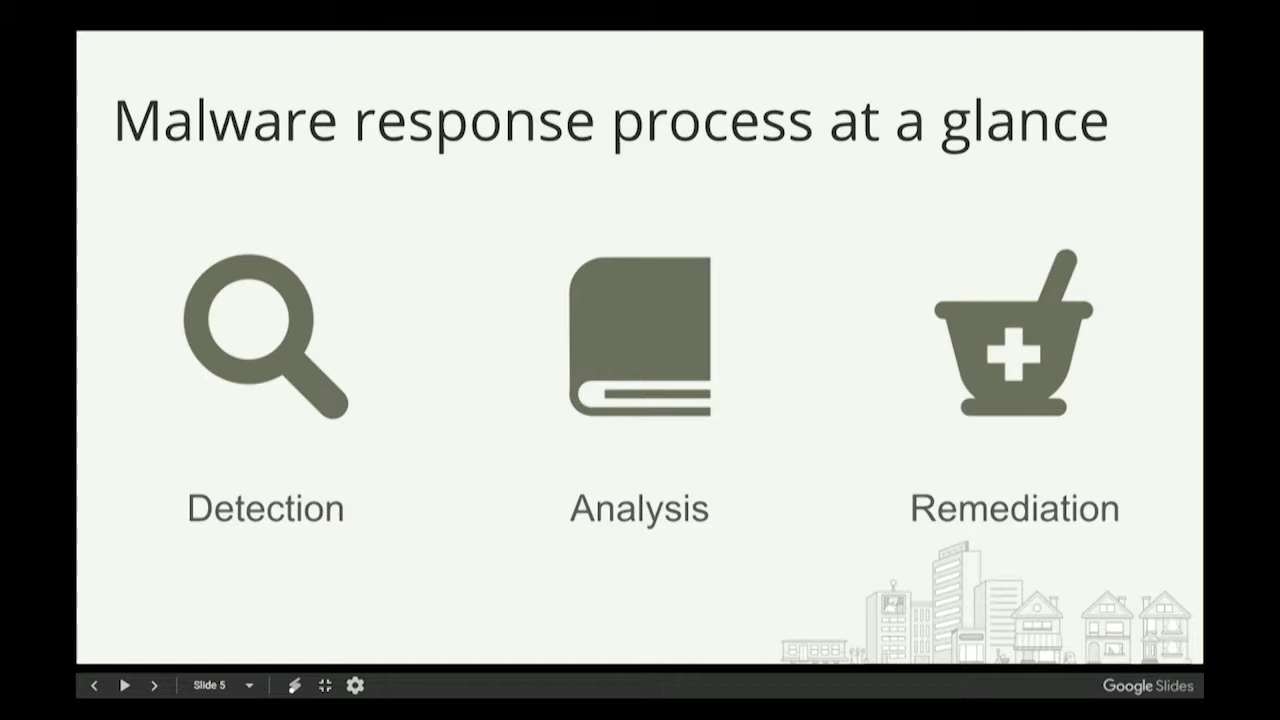 Malware response process at a glance
Detection
Analysis
Remediation
Slide 5
Google Slides